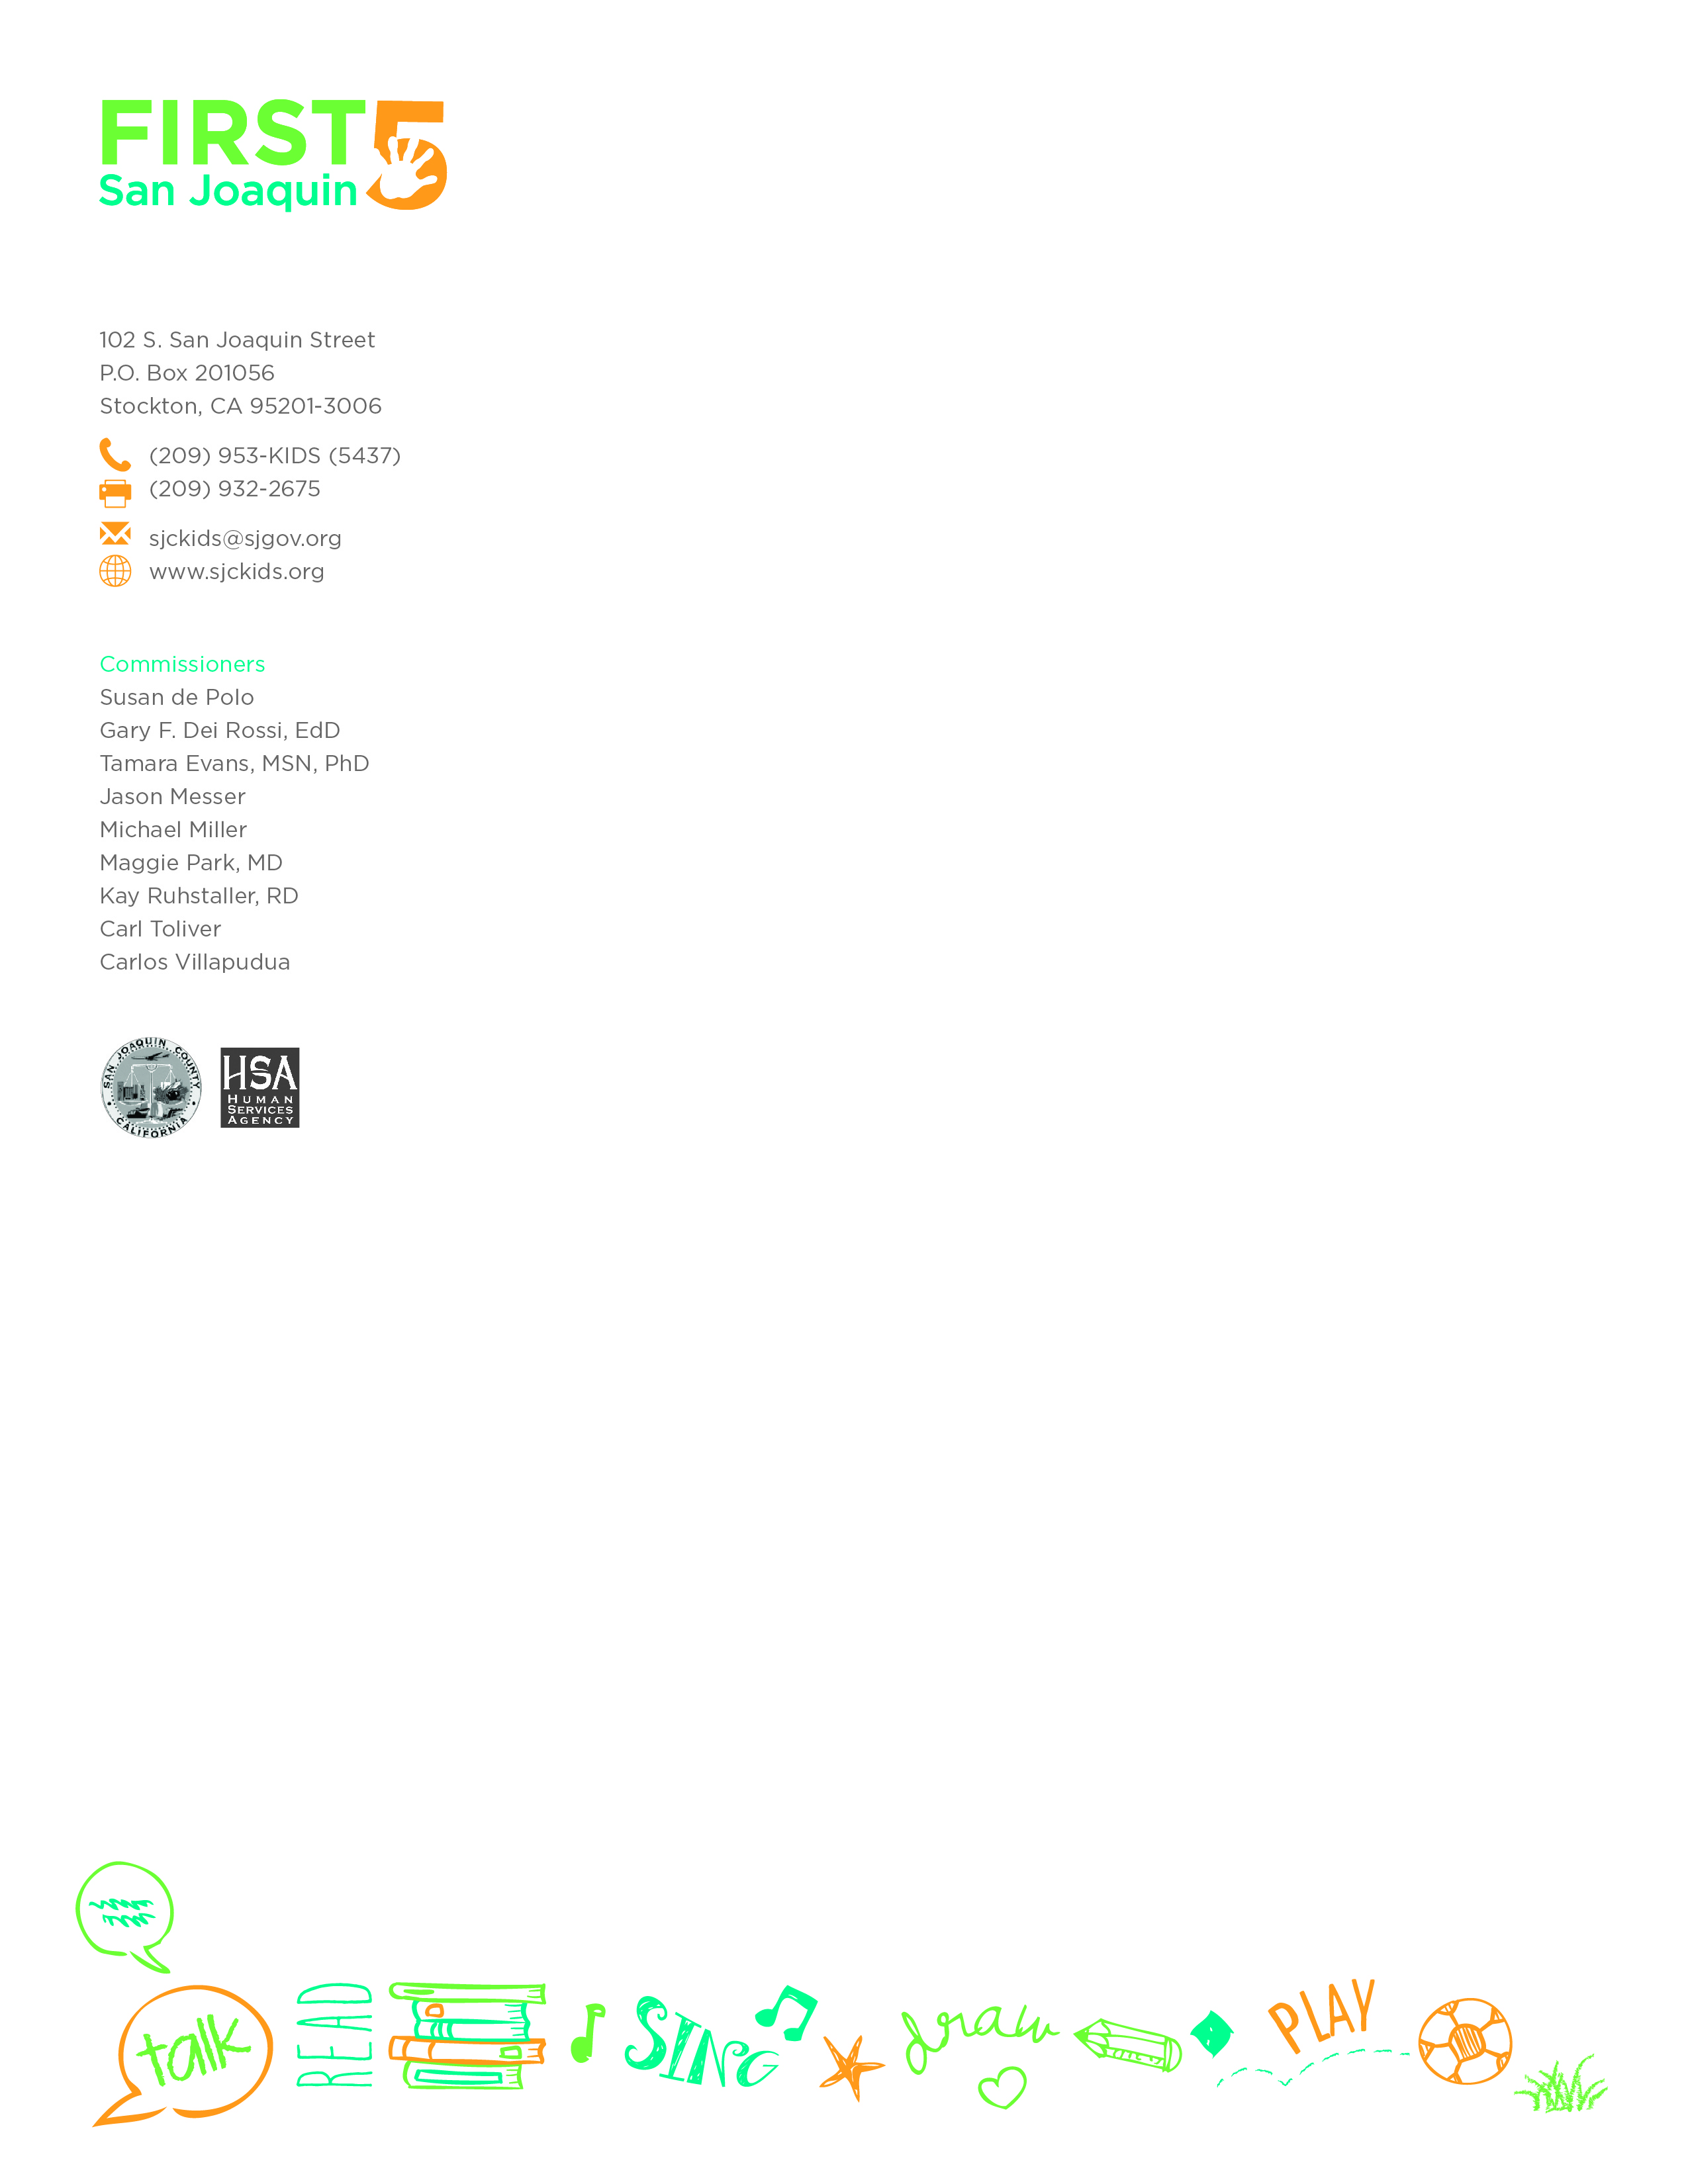 FIRST 5
San Joaquin
102 S. San Joaquin Street
P.O. Box 201056
Stockton, CA 95201-3006
(209) 953-KIDS (5437)
(209) 932-2675
sjckids@sjgov.org
www.sjckids.org
Commissioners
Susan de Polo
Gary F. Dei Rossi, EdD
Tamara Evans, MSN, PhD
Jason Messer
Michael Miller
Maggie Park, MD
Kay Ruhstaller, RD
Carl Toliver
Carlos Villapudua
SAN JOAQUIN COUNTY
CALIFORNIA
HSA
HUMAN
SERVICES
AGENCY
talk
READ
SING
draw
PLAY